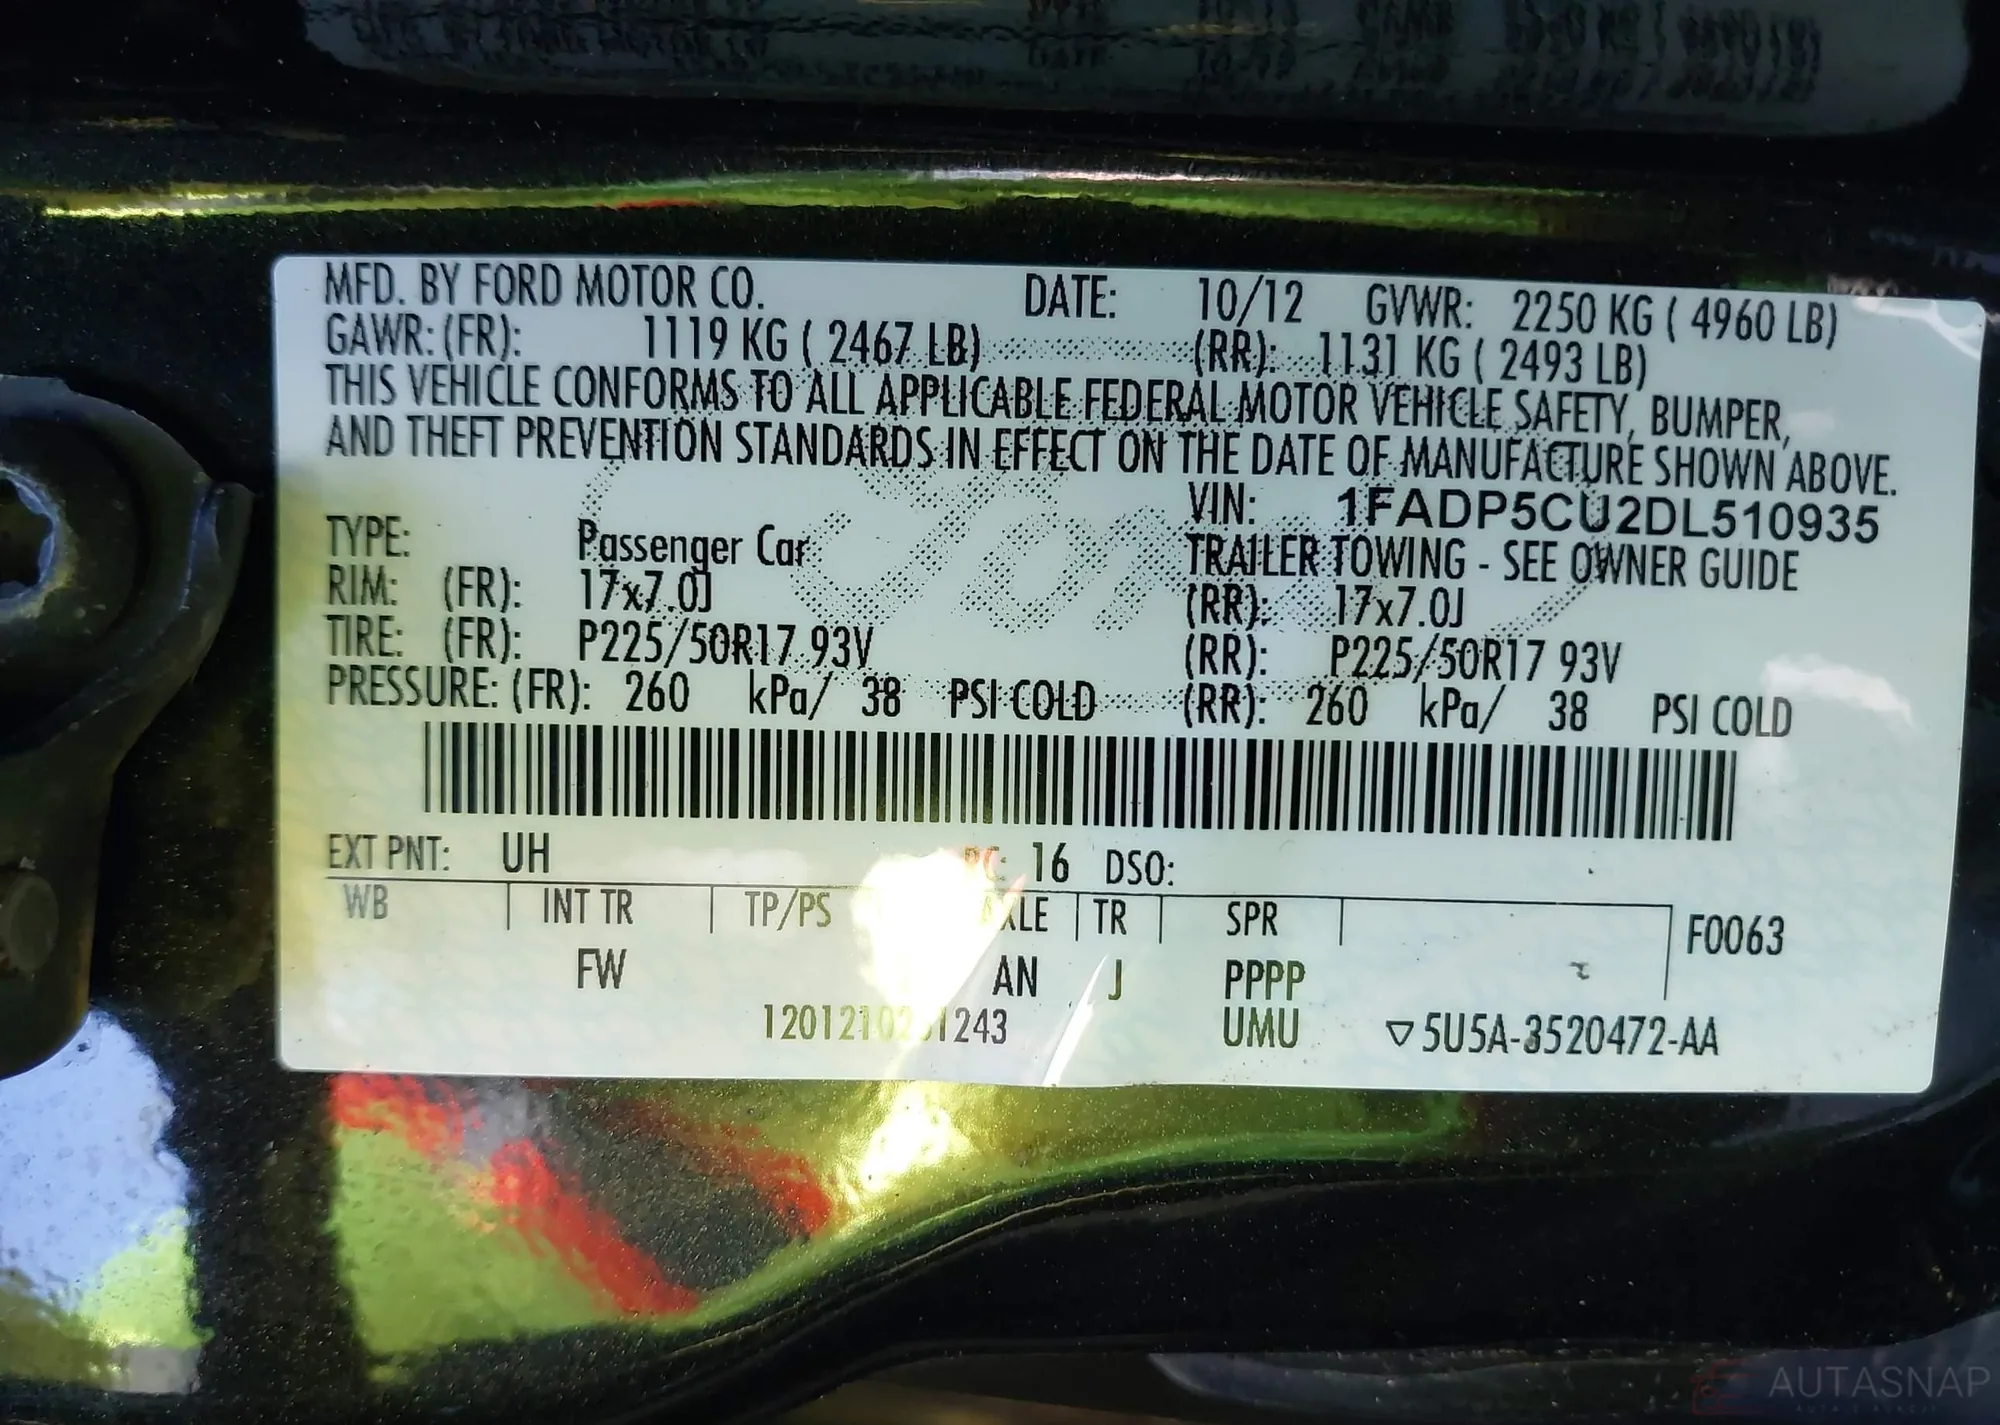 MFD. BY FORD MOTOR CO. DATE: 10/12 GVWR: 2250 KG ( 4960 LB)
GAWR: (FR): 1119 KG ( 2467 LB) (RR): 1131 KG ( 2493 LB)
THIS VEHICLE CONFORMS TO ALL APPLICABLE FEDERAL MOTOR VEHICLE SAFETY, BUMPER,
AND THEFT PREVENTION STANDARDS IN EFFECT ON THE DATE OF MANUFACTURE SHOWN ABOVE.
VIN: 1FADP5CU2DL510935
TYPE: Passenger Car TRAILER TOWING - SEE OWNER GUIDE
RIM: (FR): 17x7.0J (RR): 17x7.0J
TIRE: (FR): P225/50R17 93V (RR): P225/50R17 93V
PRESSURE: (FR): 260 kPa/ 38 PSI COLD (RR): 260 kPa/ 38 PSI COLD
EXT PNT: UH RC: 16 DSO:
WB INT TR TP/PS AXLE TR SPR F0063
FW AN J PPPP
UMU ▽5U5A-3520472-AA
AUTASNAP